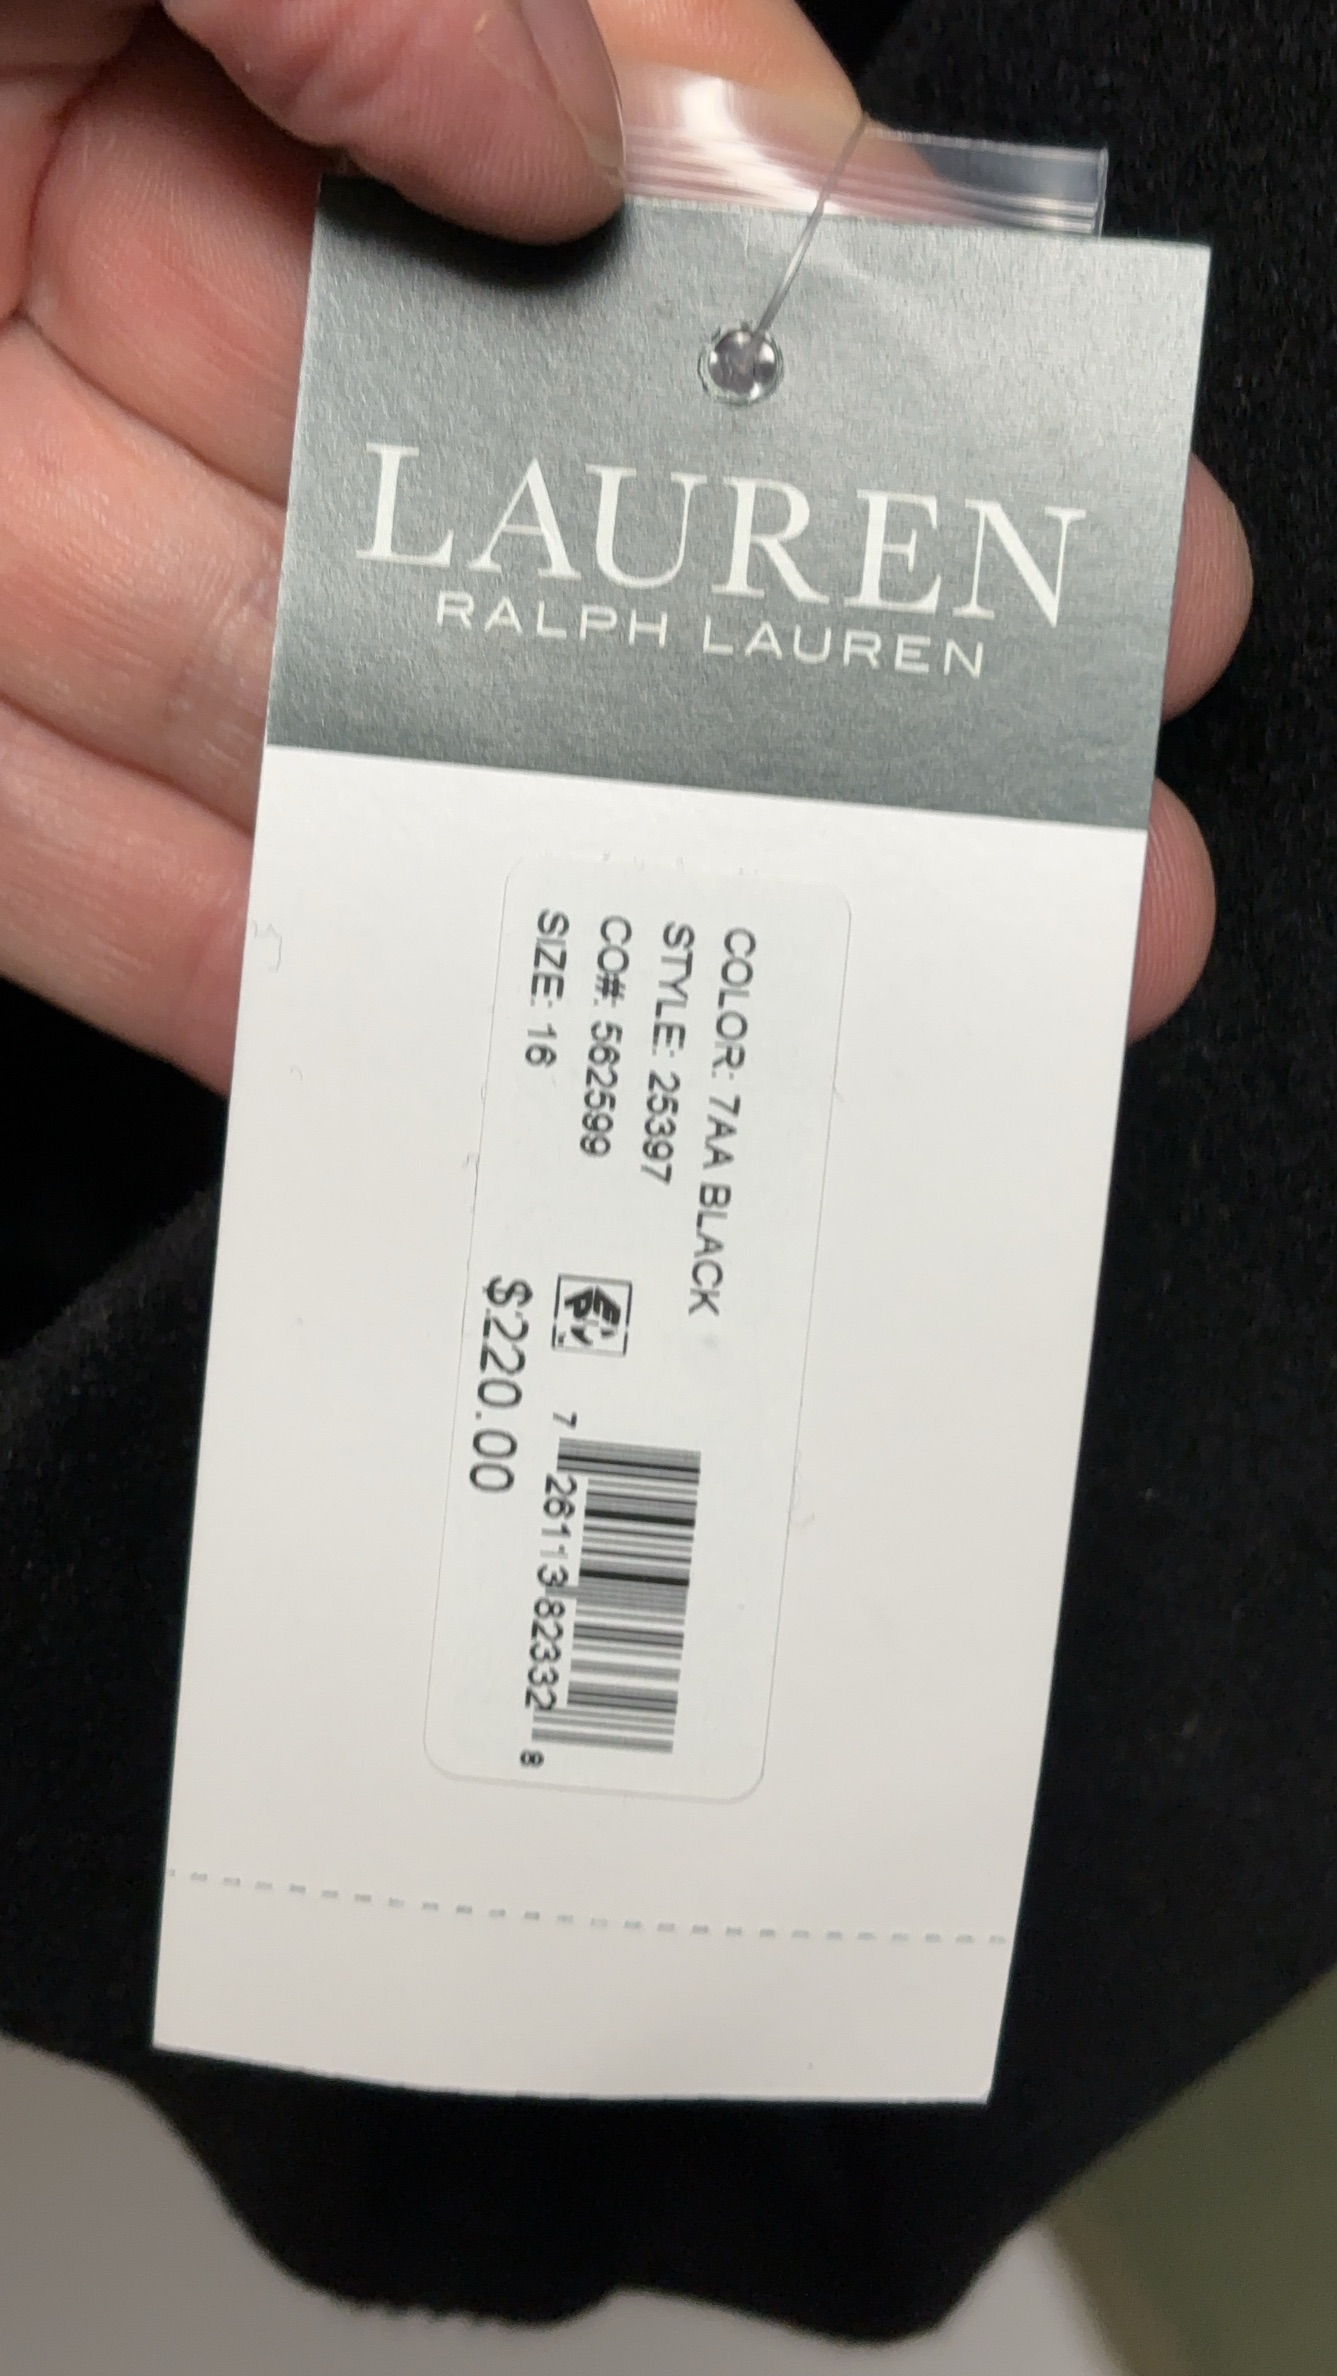 LAUREN
RALPH LAUREN
COLOR: 7AA BLACK
STYLE: 25397
CO#: 562599
SIZE: 16
7 26113 82332 8
$220.00